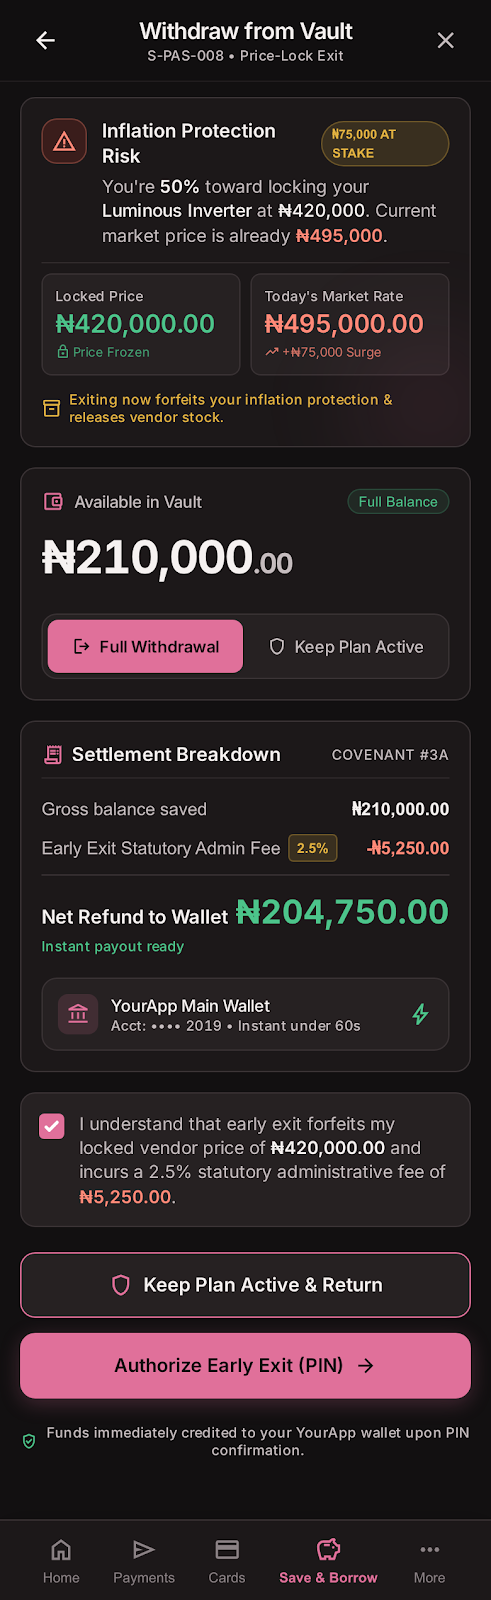 Withdraw from Vault
S-PAS-008 • Price-Lock Exit
Inflation Protection
Risk
₦75,000 AT
STAKE
You're 50% toward locking your
Luminous Inverter at ₦420,000. Current
market price is already ₦495,000.
Locked Price
₦420,000.00
Price Frozen
Today's Market Rate
₦495,000.00
+₦75,000 Surge
Exiting now forfeits your inflation protection &
releases vendor stock.
Available in Vault
Full Balance
₦210,000.00
Full Withdrawal
Keep Plan Active
Settlement Breakdown
COVENANT #3A
Gross balance saved
₦210,000.00
Early Exit Statutory Admin Fee
2.5%
-₦5,250.00
Net Refund to Wallet
₦204,750.00
Instant payout ready
YourApp Main Wallet
Acct: •••• 2019 • Instant under 60s
I understand that early exit forfeits my
locked vendor price of ₦420,000.00 and
incurs a 2.5% statutory administrative fee of
₦5,250.00.
Keep Plan Active & Return
Authorize Early Exit (PIN)
Funds immediately credited to your YourApp wallet upon PIN
confirmation.
Home
Payments
Cards
Save & Borrow
More